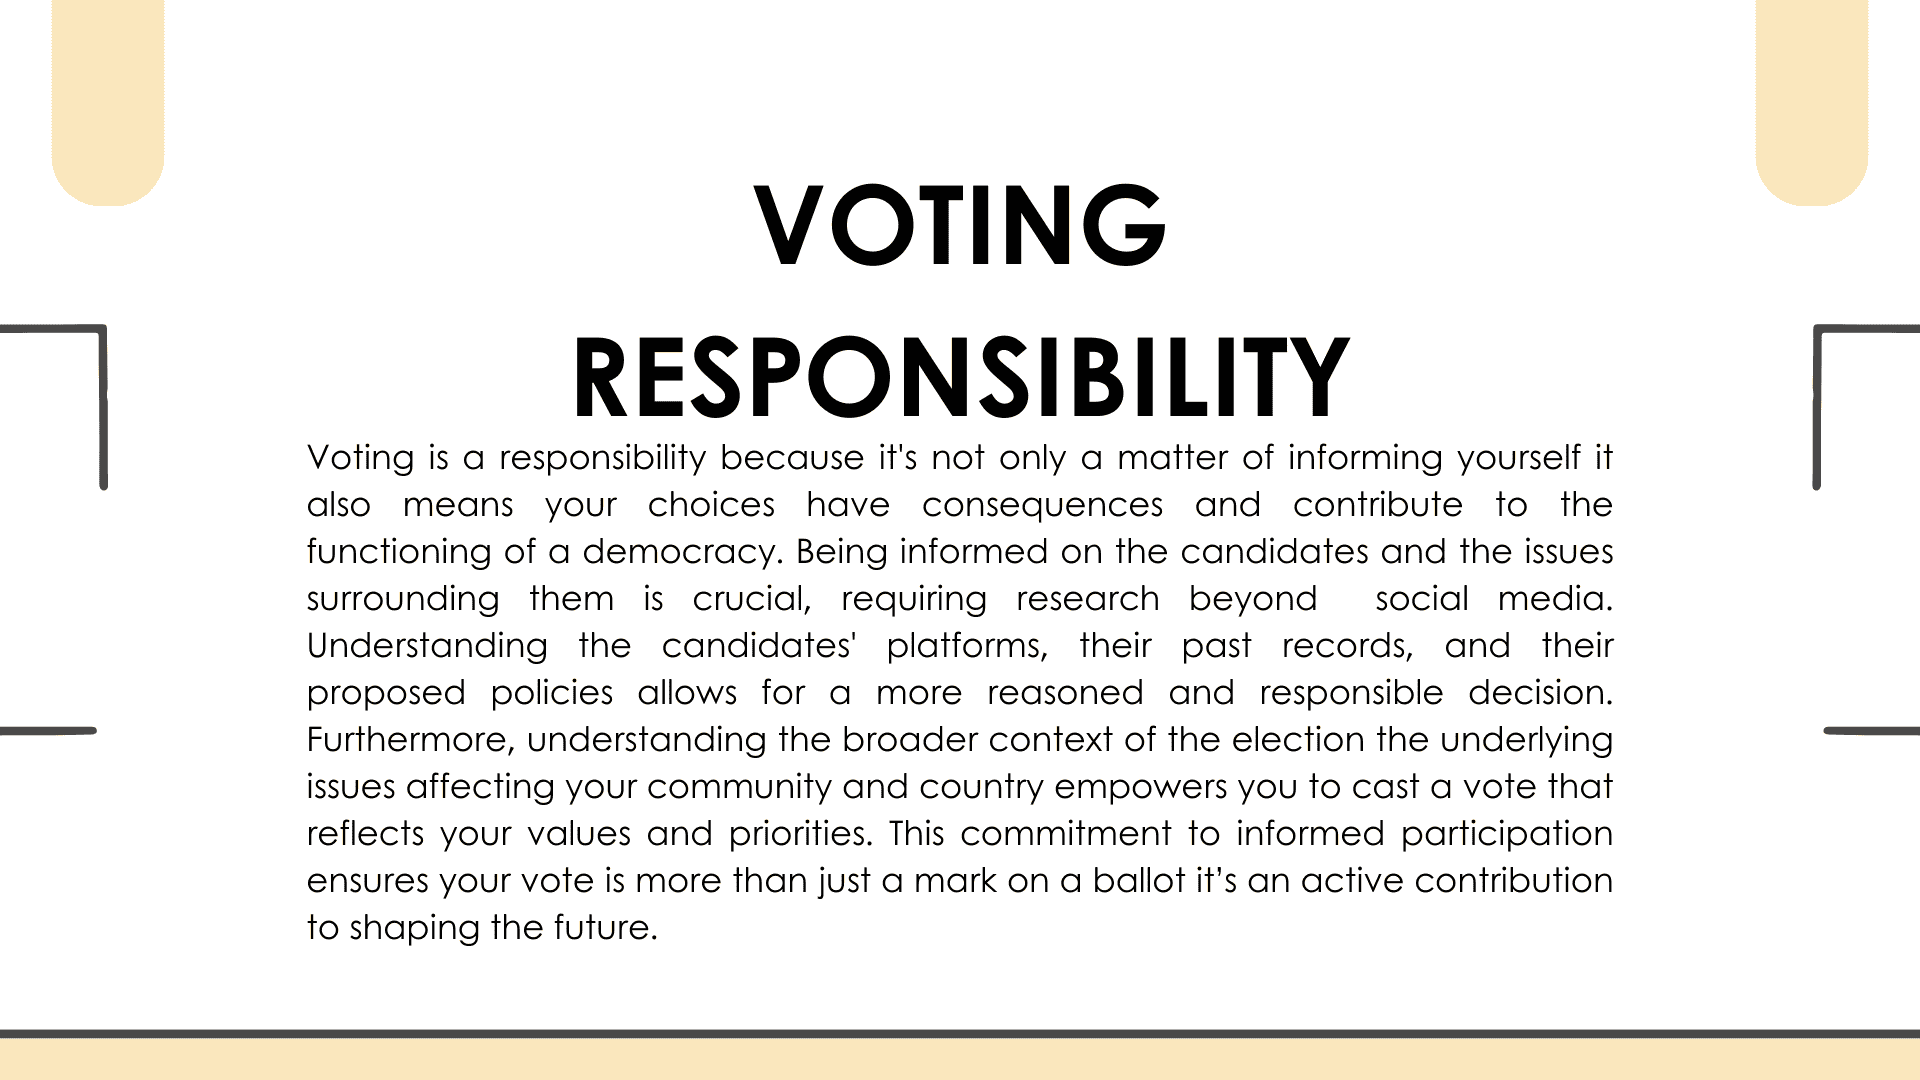 VOTING
RESPONSIBILITY
Voting is a responsibility because it's not only a matter of informing yourself it
also means your choices have consequences and contribute to the
functioning of a democracy. Being informed on the candidates and the issues
surrounding them is crucial, requiring research beyond social media.
Understanding the candidates' platforms, their past records, and their
proposed policies allows for a more reasoned and responsible decision.
Furthermore, understanding the broader context of the election the underlying
issues affecting your community and country empowers you to cast a vote that
reflects your values and priorities. This commitment to informed participation
ensures your vote is more than just a mark on a ballot it’s an active contribution
to shaping the future.